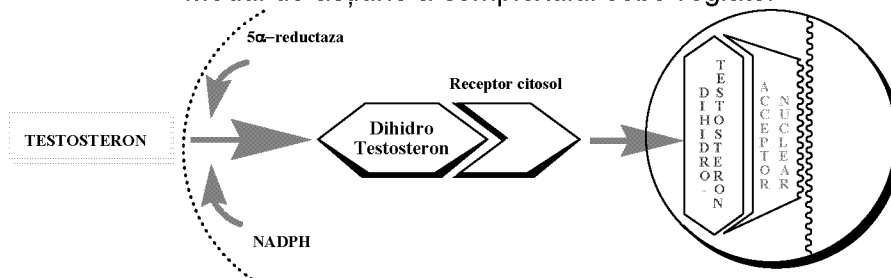 5α-reductaza
TESTOSTERON
NADPH
Dihidro
Testosteron
Receptor citosol
DIHIDRO-
TESTOSTERON
ACCEPTOR
NUCLEAR